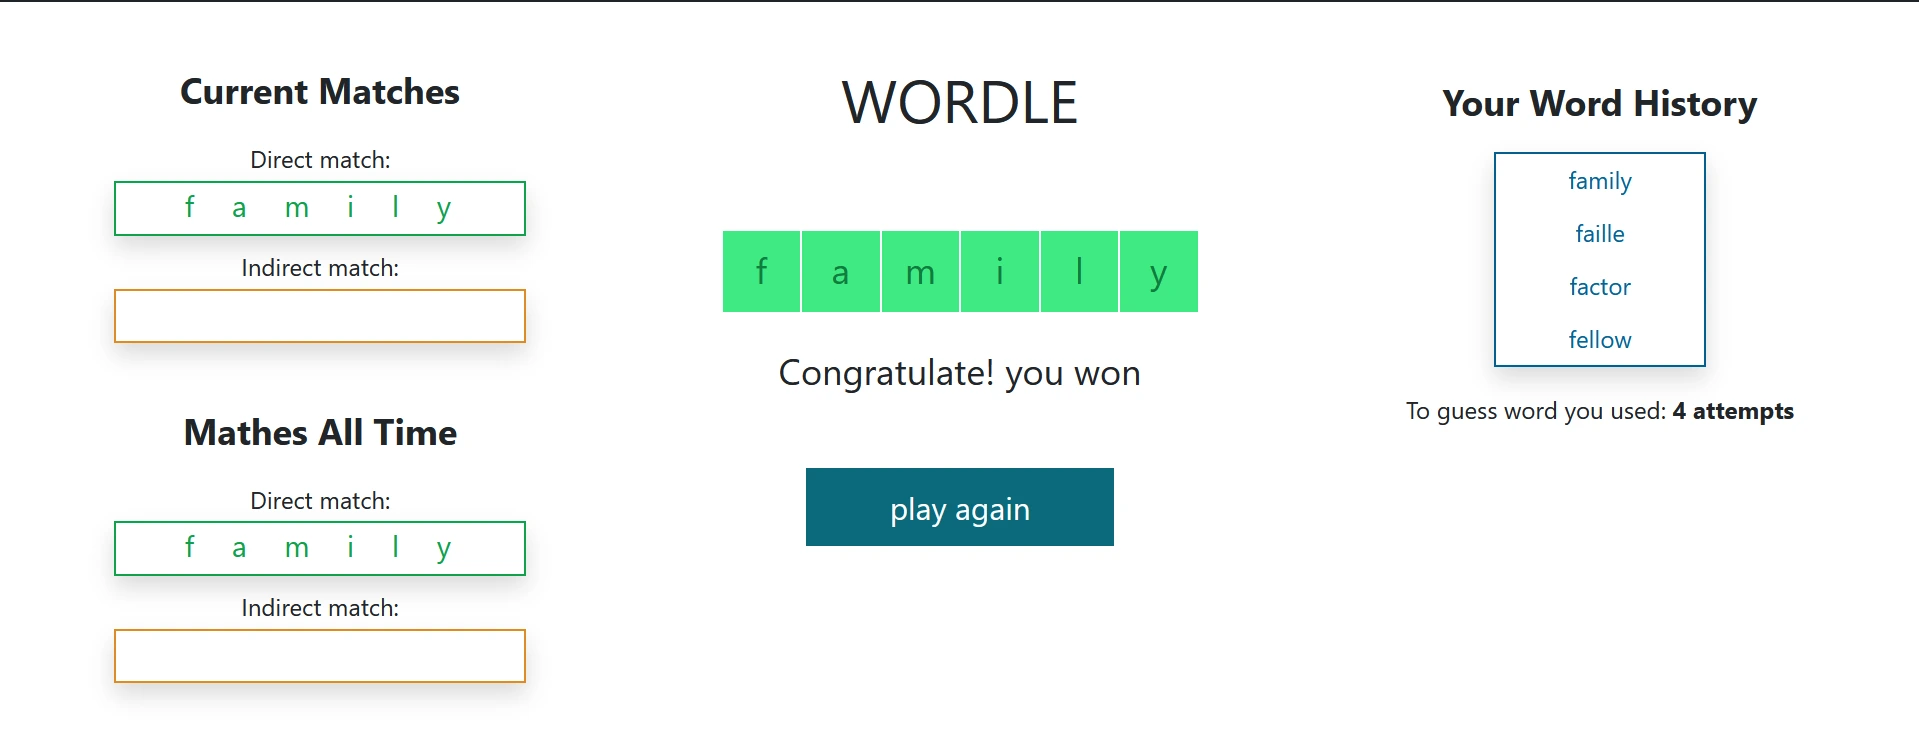 Current Matches
Direct match:
f a m i l y
Indirect match:
Mathes All Time
Direct match:
f a m i l y
Indirect match:
WORDLE
f a m i l y
Congratulate! you won
play again
Your Word History
family
faille
factor
fellow
To guess word you used: 4 attempts